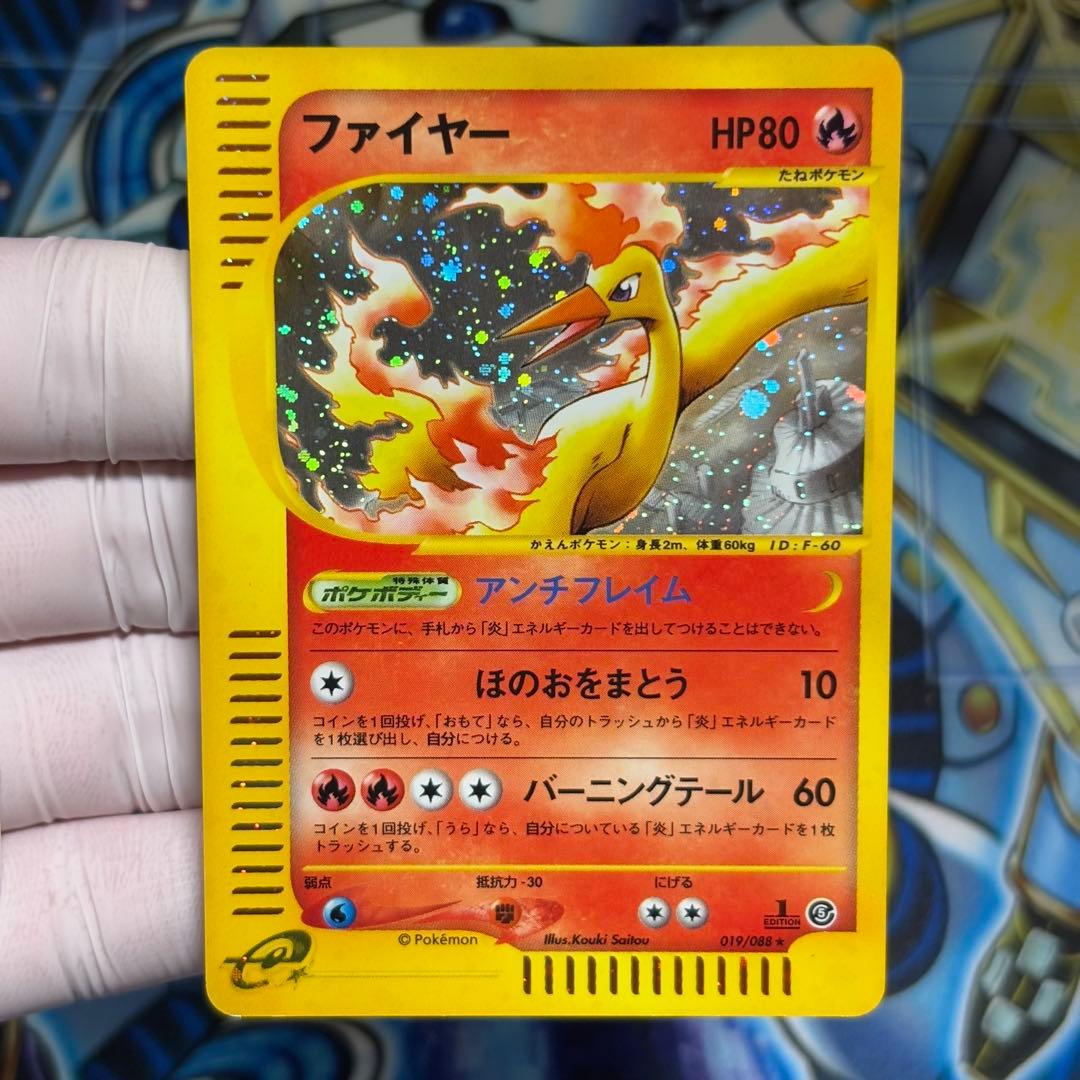 ファイヤー HP80
たねポケモン
かえんポケモン：身長2m、体重60kg ID：F-60
特殊体質
ポケボディー アンチフレイム
このポケモンに、手札から「炎」エネルギーカードを出してつけることはできない。
ほのおをまとう 10
コインを1回投げ、「おもて」なら、自分のトラッシュから「炎」エネルギーカード
を1枚選び出し、自分につける。
バーニングテール 60
コインを1回投げ、「うら」なら、自分についている「炎」エネルギーカードを1枚
トラッシュする。
弱点 抵抗力-30 にげる
1
EDITION 5
©Pokémon Illus.Kouki Saitou 019/088★
e